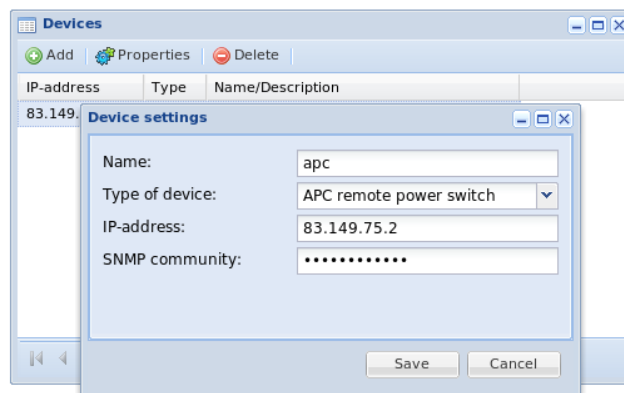 Devices
Add Properties Delete
IP-address Type Name/Description
83.149.
Device settings
Name: apc
Type of device: APC remote power switch
IP-address: 83.149.75.2
SNMP community: ••••••••••••
Save Cancel